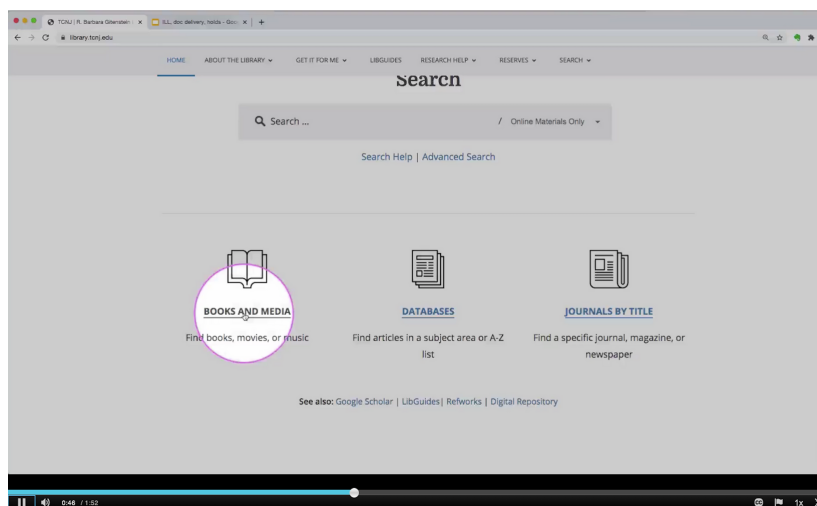 TCNJ | R. Barbara Gitenstein
ILL, doc delivery, holds - Goo
library.tcnj.edu
HOME ABOUT THE LIBRARY GET IT FOR ME LIBGUIDES RESEARCH HELP RESERVES SEARCH
Search
Search ... / Online Materials Only
Search Help | Advanced Search
BOOKS AND MEDIA DATABASES JOURNALS BY TITLE
Find books, movies, or music Find articles in a subject area or A-Z Find a specific journal, magazine, or
list newspaper
See also: Google Scholar | LibGuides| Refworks | Digital Repository
0:46 / 1:52 CC 1x